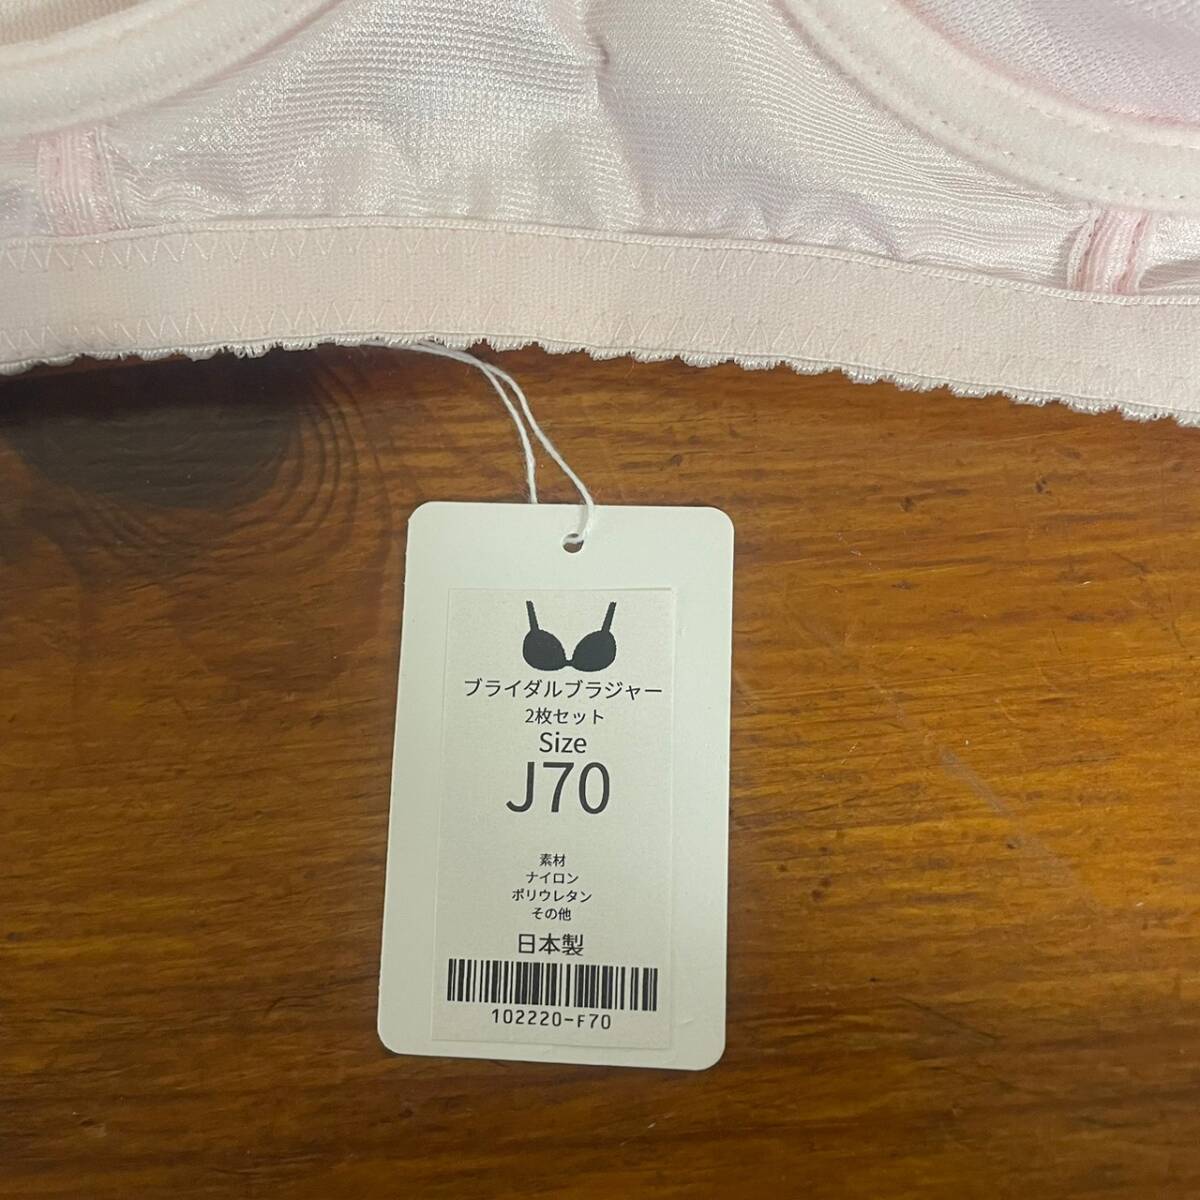 ブライダルブラジャー
2枚セット
Size
J70
素材
ナイロン
ポリウレタン
その他
日本製
102220-F70